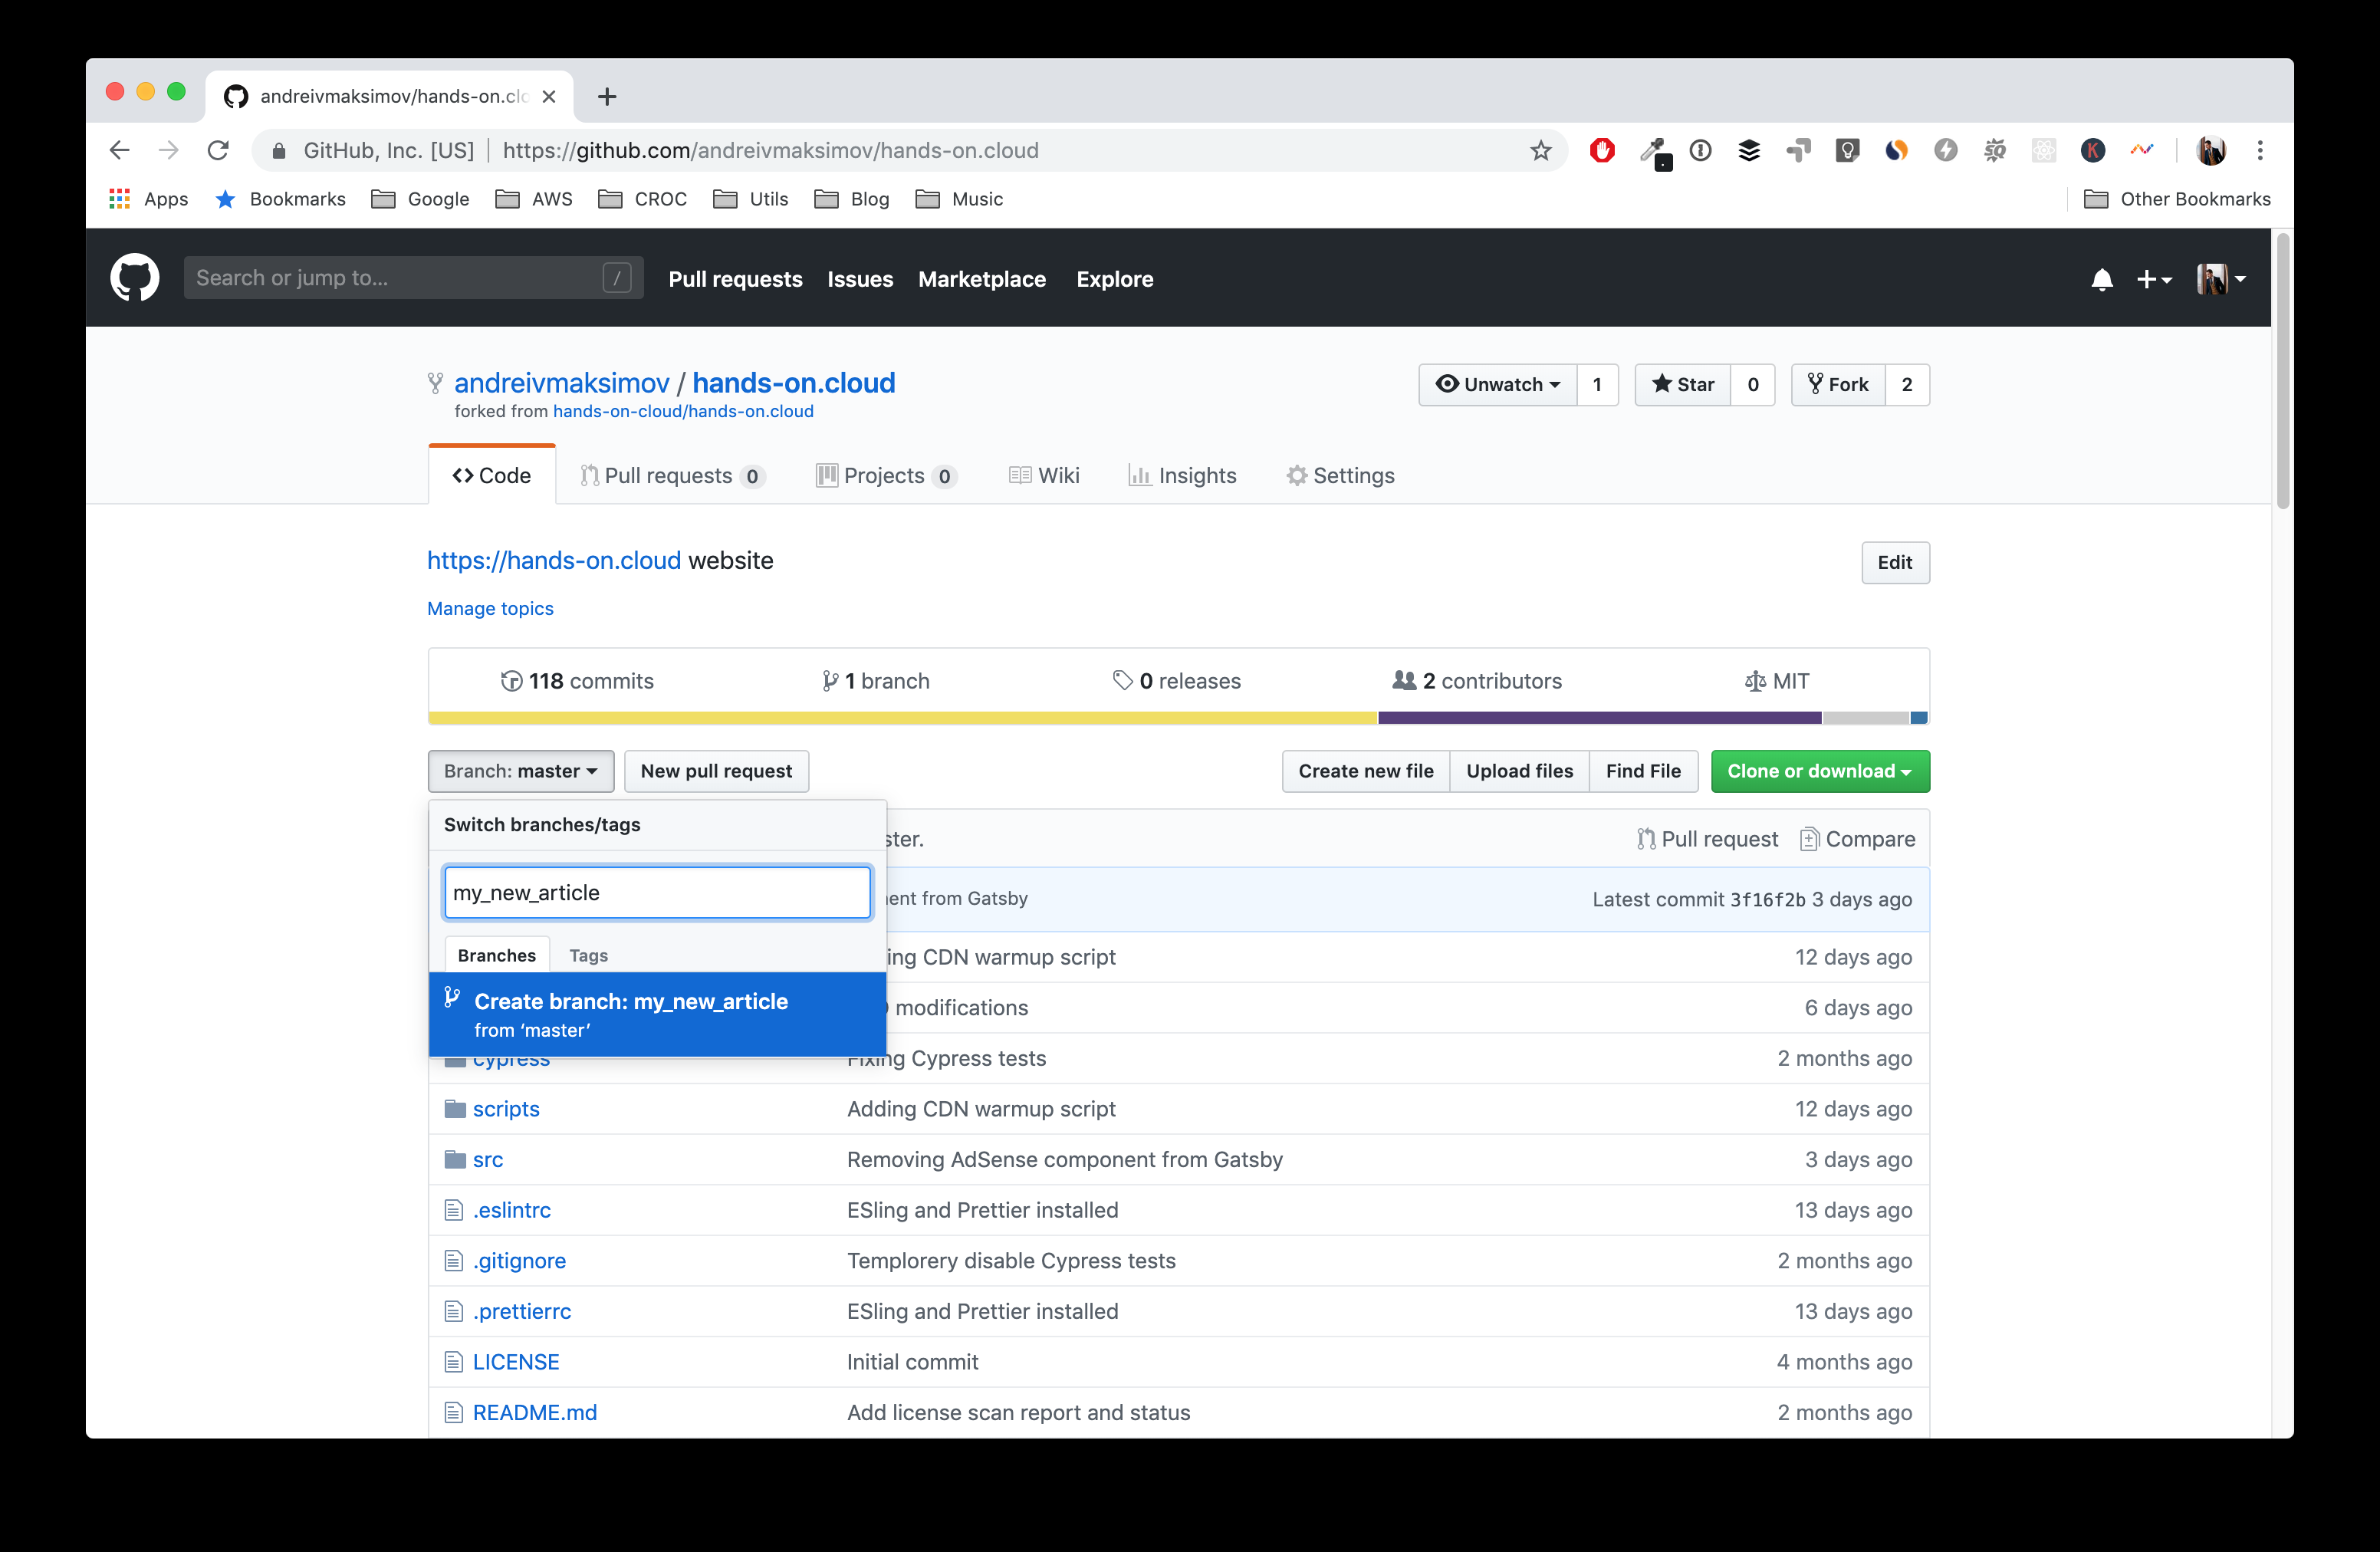 andreivmaksimov/hands-on.clo
GitHub, Inc. [US] https://github.com/andreivmaksimov/hands-on.cloud
Apps Bookmarks Google AWS CROC Utils Blog Music Other Bookmarks
Search or jump to... / Pull requests Issues Marketplace Explore
andreivmaksimov / hands-on.cloud Unwatch 1 Star 0 Fork 2
forked from hands-on-cloud/hands-on.cloud
Code Pull requests 0 Projects 0 Wiki Insights Settings
https://hands-on.cloud website Edit
Manage topics
118 commits 1 branch 0 releases 2 contributors MIT
Branch: master New pull request Create new file Upload files Find File Clone or download
Switch branches/tags
ster. Pull request Compare
my_new_article
ent from Gatsby Latest commit 3f16f2b 3 days ago
Branches Tags
ing CDN warmup script 12 days ago
Create branch: my_new_article
from ‘master’
modifications 6 days ago
cypress Fixing Cypress tests 2 months ago
scripts Adding CDN warmup script 12 days ago
src Removing AdSense component from Gatsby 3 days ago
.eslintrc ESling and Prettier installed 13 days ago
.gitignore Templorery disable Cypress tests 2 months ago
.prettierrc ESling and Prettier installed 13 days ago
LICENSE Initial commit 4 months ago
README.md Add license scan report and status 2 months ago